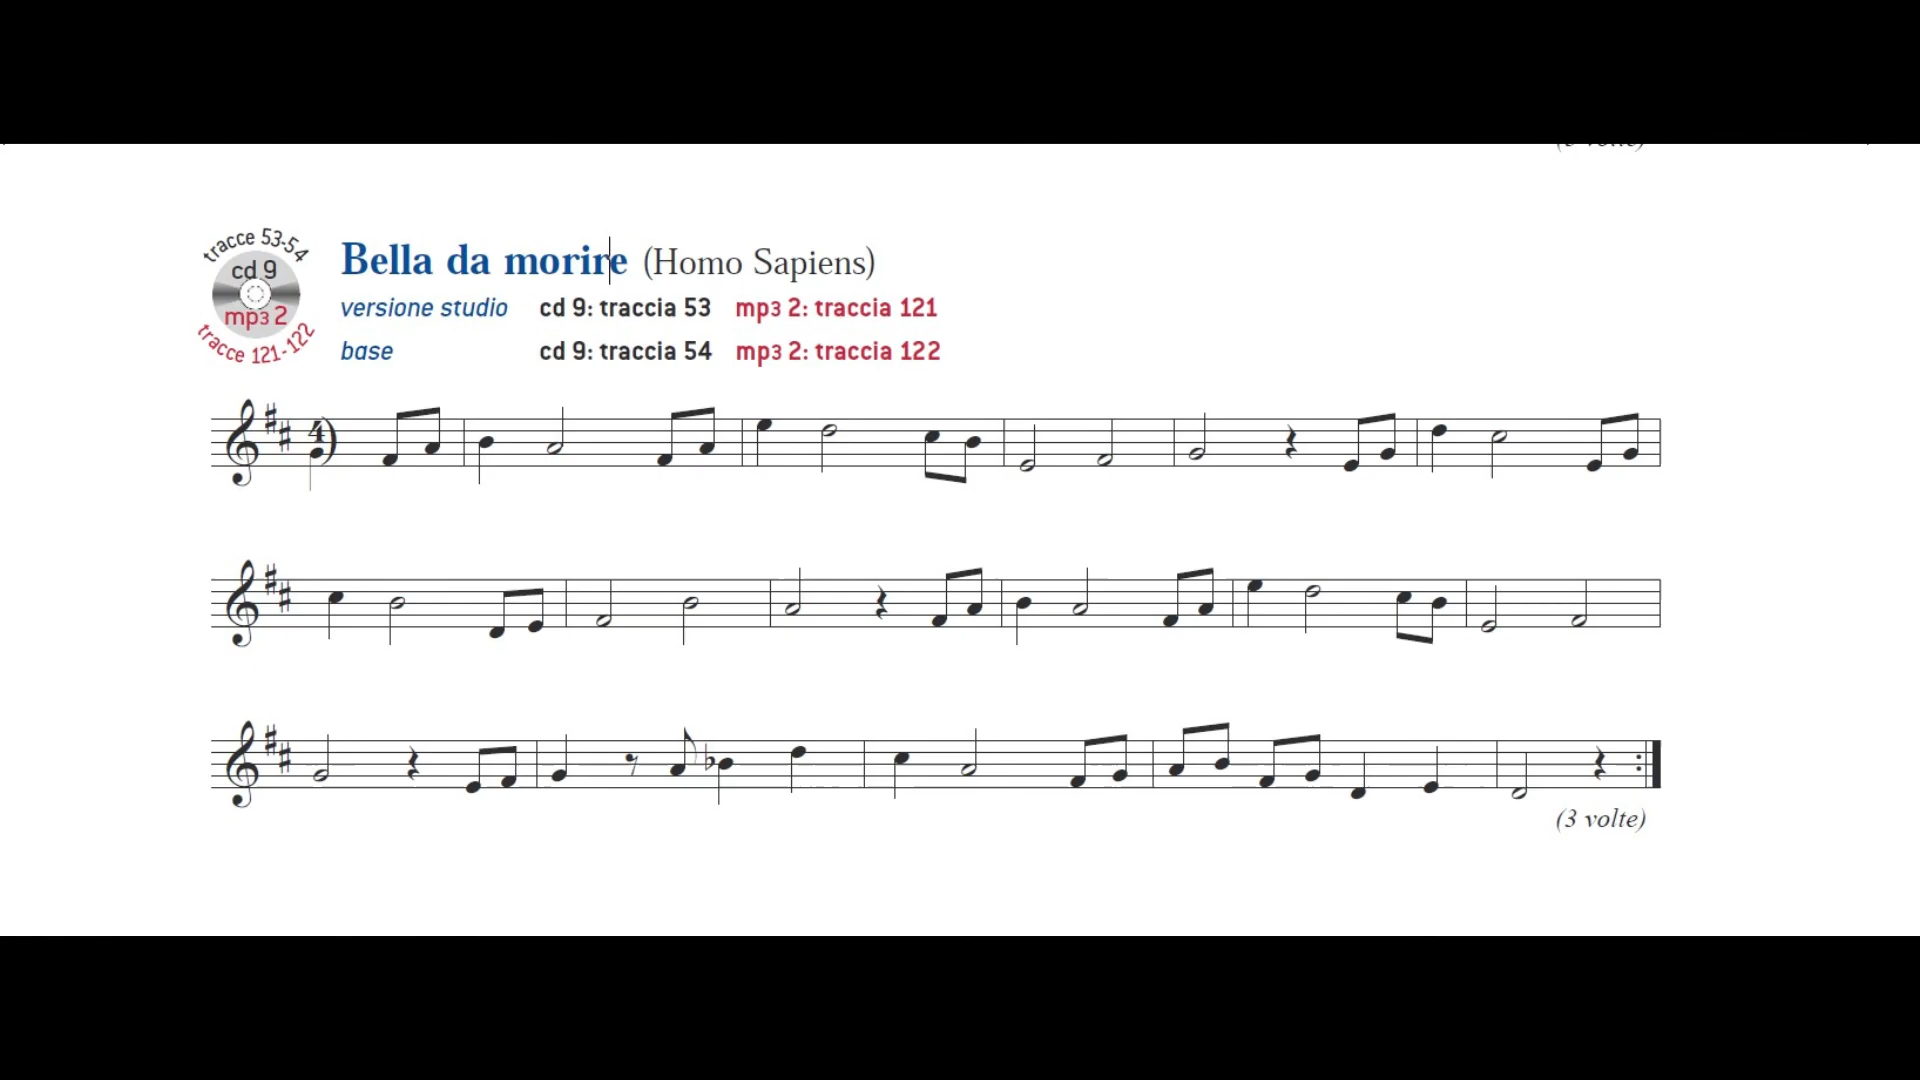 tracce 53-54
cd 9
mp3 2
tracce 121-122
Bella da morire (Homo Sapiens)
versione studio cd 9: traccia 53 mp3 2: traccia 121
base cd 9: traccia 54 mp3 2: traccia 122
4)
(3 volte)